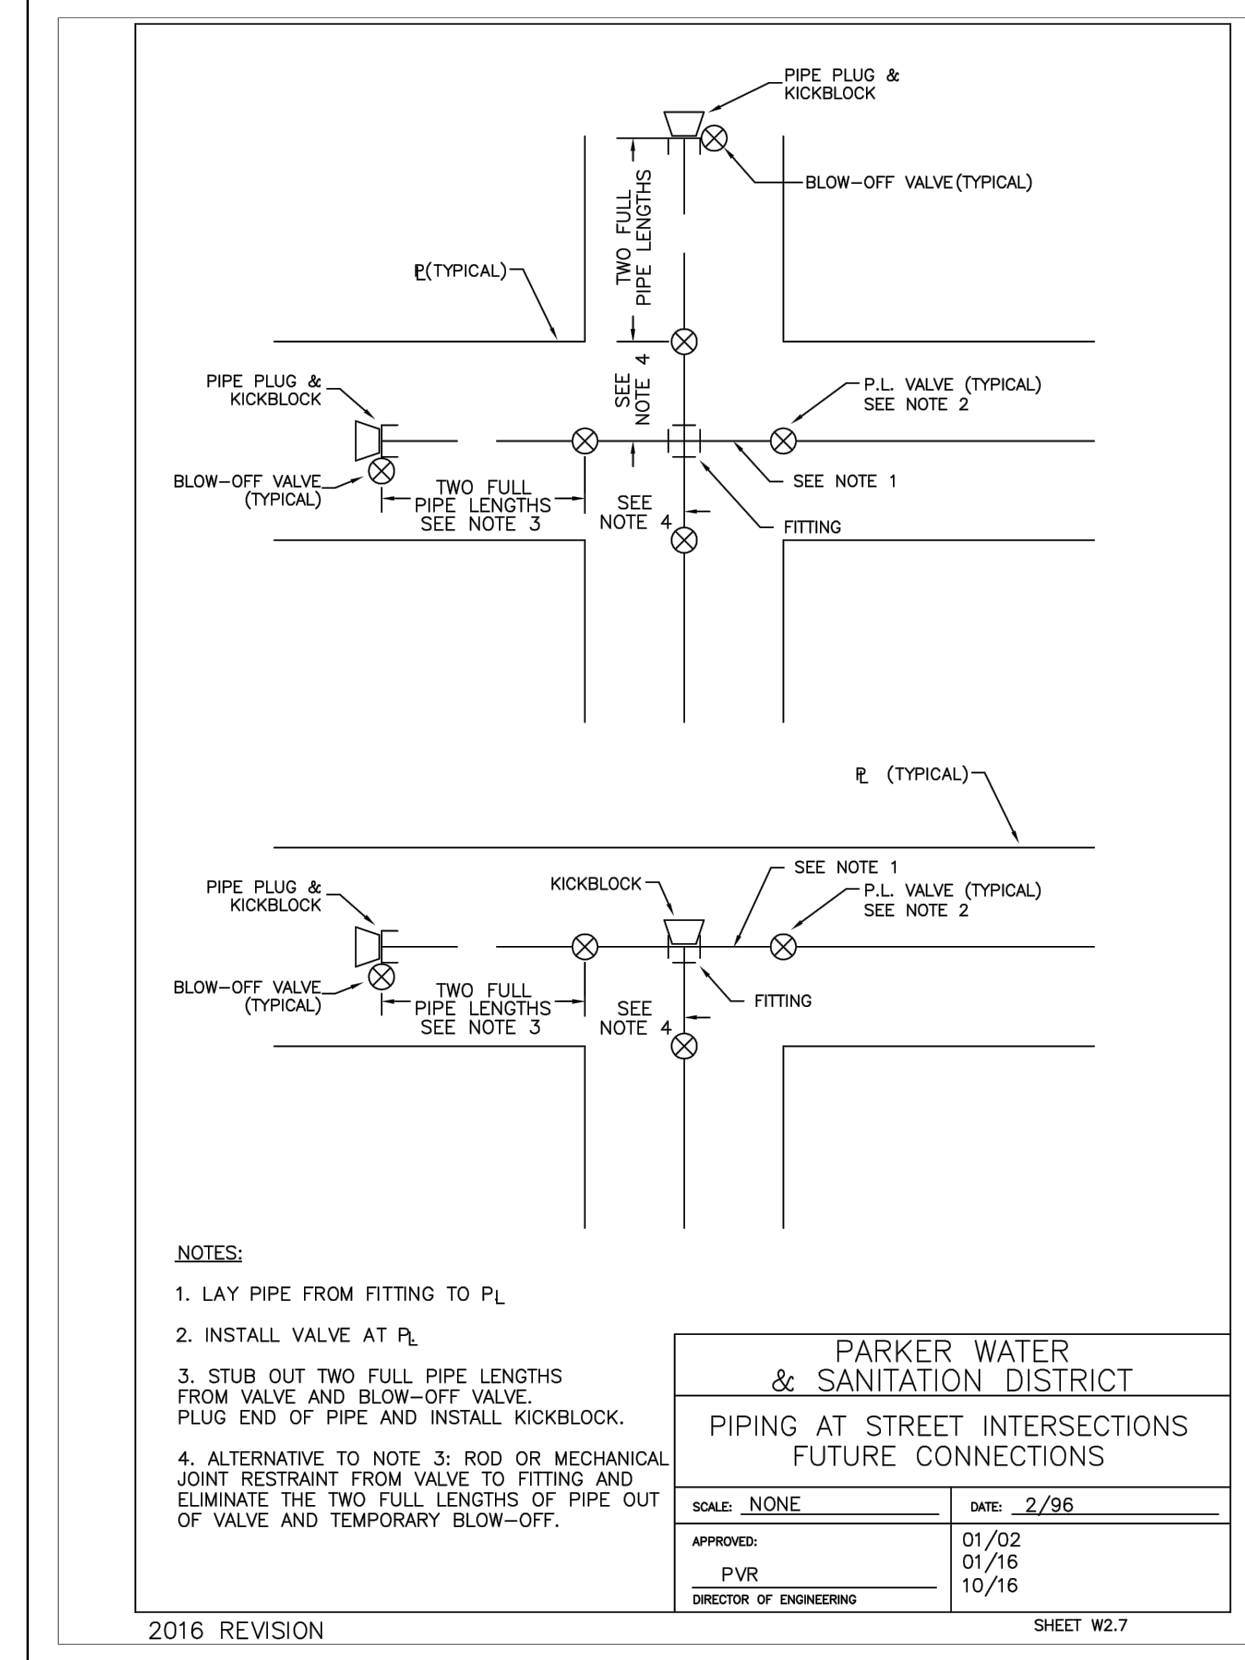 PIPE PLUG &
KICKBLOCK
BLOW-OFF VALVE (TYPICAL)
TWO FULL
PIPE LENGTHS
PL (TYPICAL)
SEE
NOTE 4
PIPE PLUG &
KICKBLOCK
P.L. VALVE (TYPICAL)
SEE NOTE 2
BLOW-OFF VALVE
(TYPICAL)
TWO FULL
PIPE LENGTHS
SEE NOTE 3
SEE
NOTE 4
SEE NOTE 1
FITTING
PL (TYPICAL)
SEE NOTE 1
PIPE PLUG &
KICKBLOCK
KICKBLOCK
P.L. VALVE (TYPICAL)
SEE NOTE 2
BLOW-OFF VALVE
(TYPICAL)
TWO FULL
PIPE LENGTHS
SEE NOTE 3
SEE
NOTE 4
FITTING
NOTES:
1. LAY PIPE FROM FITTING TO PL
2. INSTALL VALVE AT PL.
3. STUB OUT TWO FULL PIPE LENGTHS
FROM VALVE AND BLOW-OFF VALVE.
PLUG END OF PIPE AND INSTALL KICKBLOCK.
4. ALTERNATIVE TO NOTE 3: ROD OR MECHANICAL
JOINT RESTRAINT FROM VALVE TO FITTING AND
ELIMINATE THE TWO FULL LENGTHS OF PIPE OUT
OF VALVE AND TEMPORARY BLOW-OFF.
PARKER WATER
& SANITATION DISTRICT
PIPING AT STREET INTERSECTIONS
FUTURE CONNECTIONS
SCALE: NONE
DATE: 2/96
APPROVED:
PVR
DIRECTOR OF ENGINEERING
01/02
01/16
10/16
2016 REVISION
SHEET W2.7